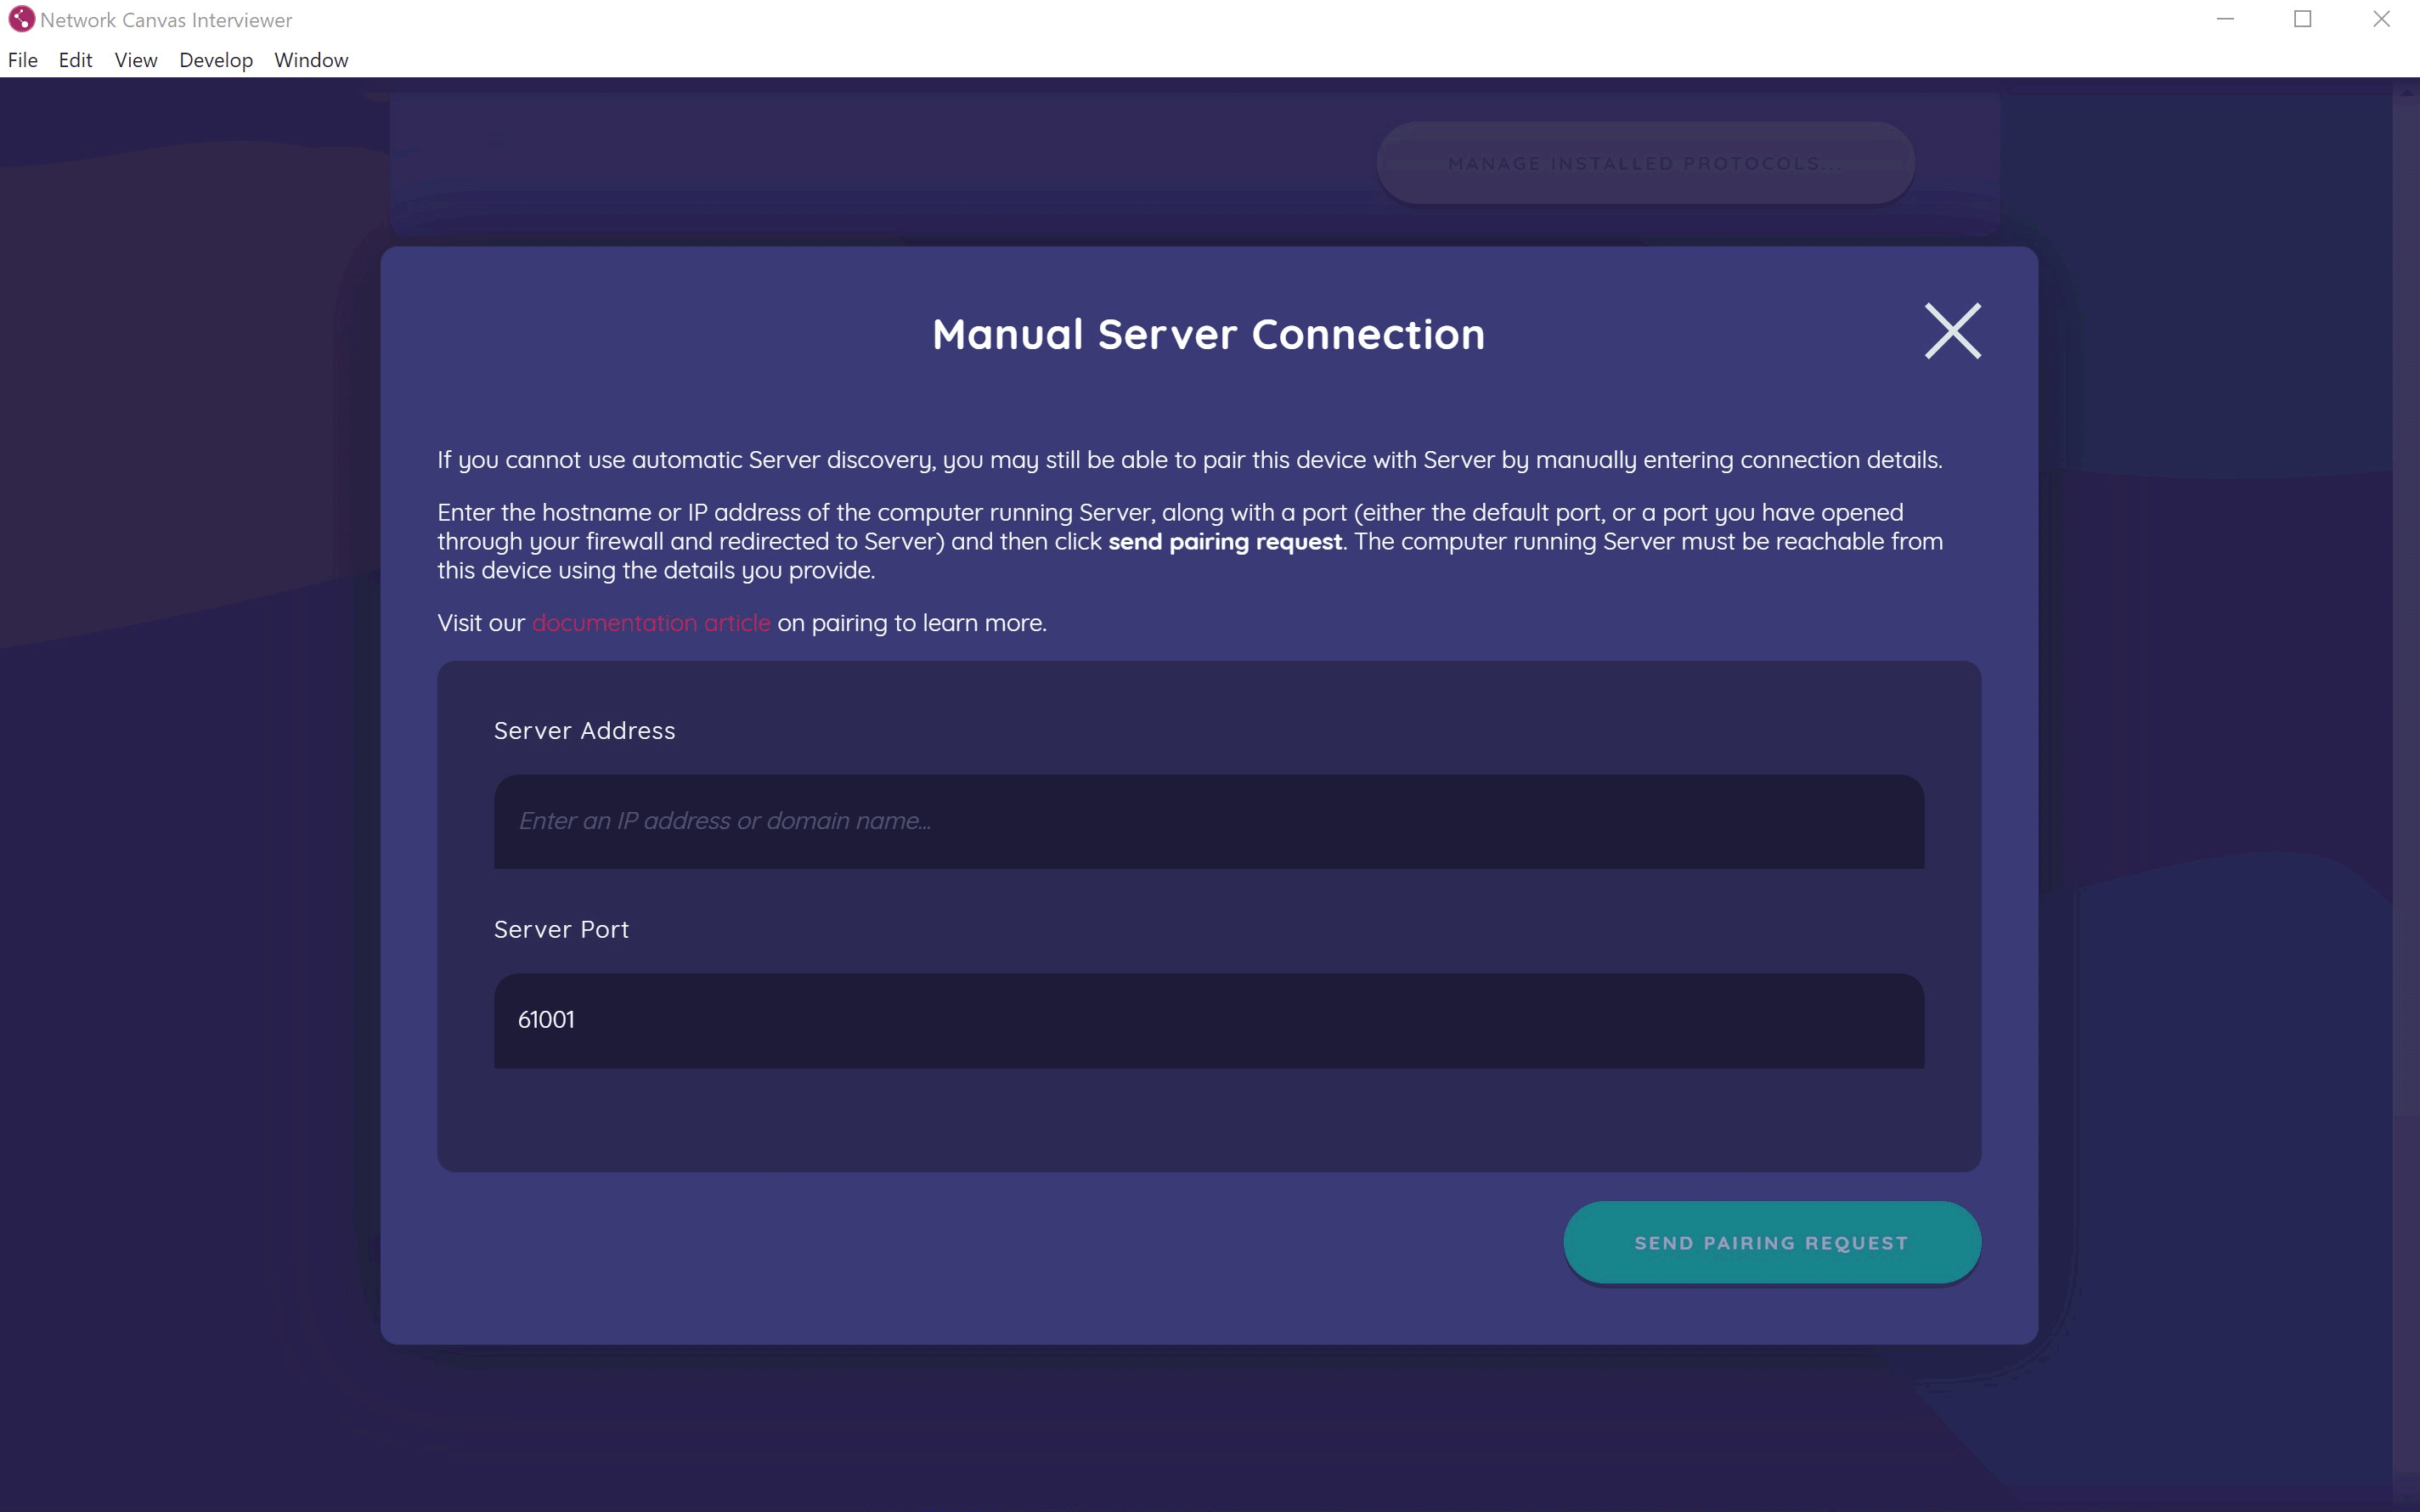 Network Canvas Interviewer
File Edit View Develop Window
MANAGE INSTALLED PROTOCOLS...
Manual Server Connection
If you cannot use automatic Server discovery, you may still be able to pair this device with Server by manually entering connection details.
Enter the hostname or IP address of the computer running Server, along with a port (either the default port, or a port you have opened
through your firewall and redirected to Server) and then click send pairing request. The computer running Server must be reachable from
this device using the details you provide.
Visit our documentation article on pairing to learn more.
Server Address
Enter an IP address or domain name...
Server Port
61001
SEND PAIRING REQUEST